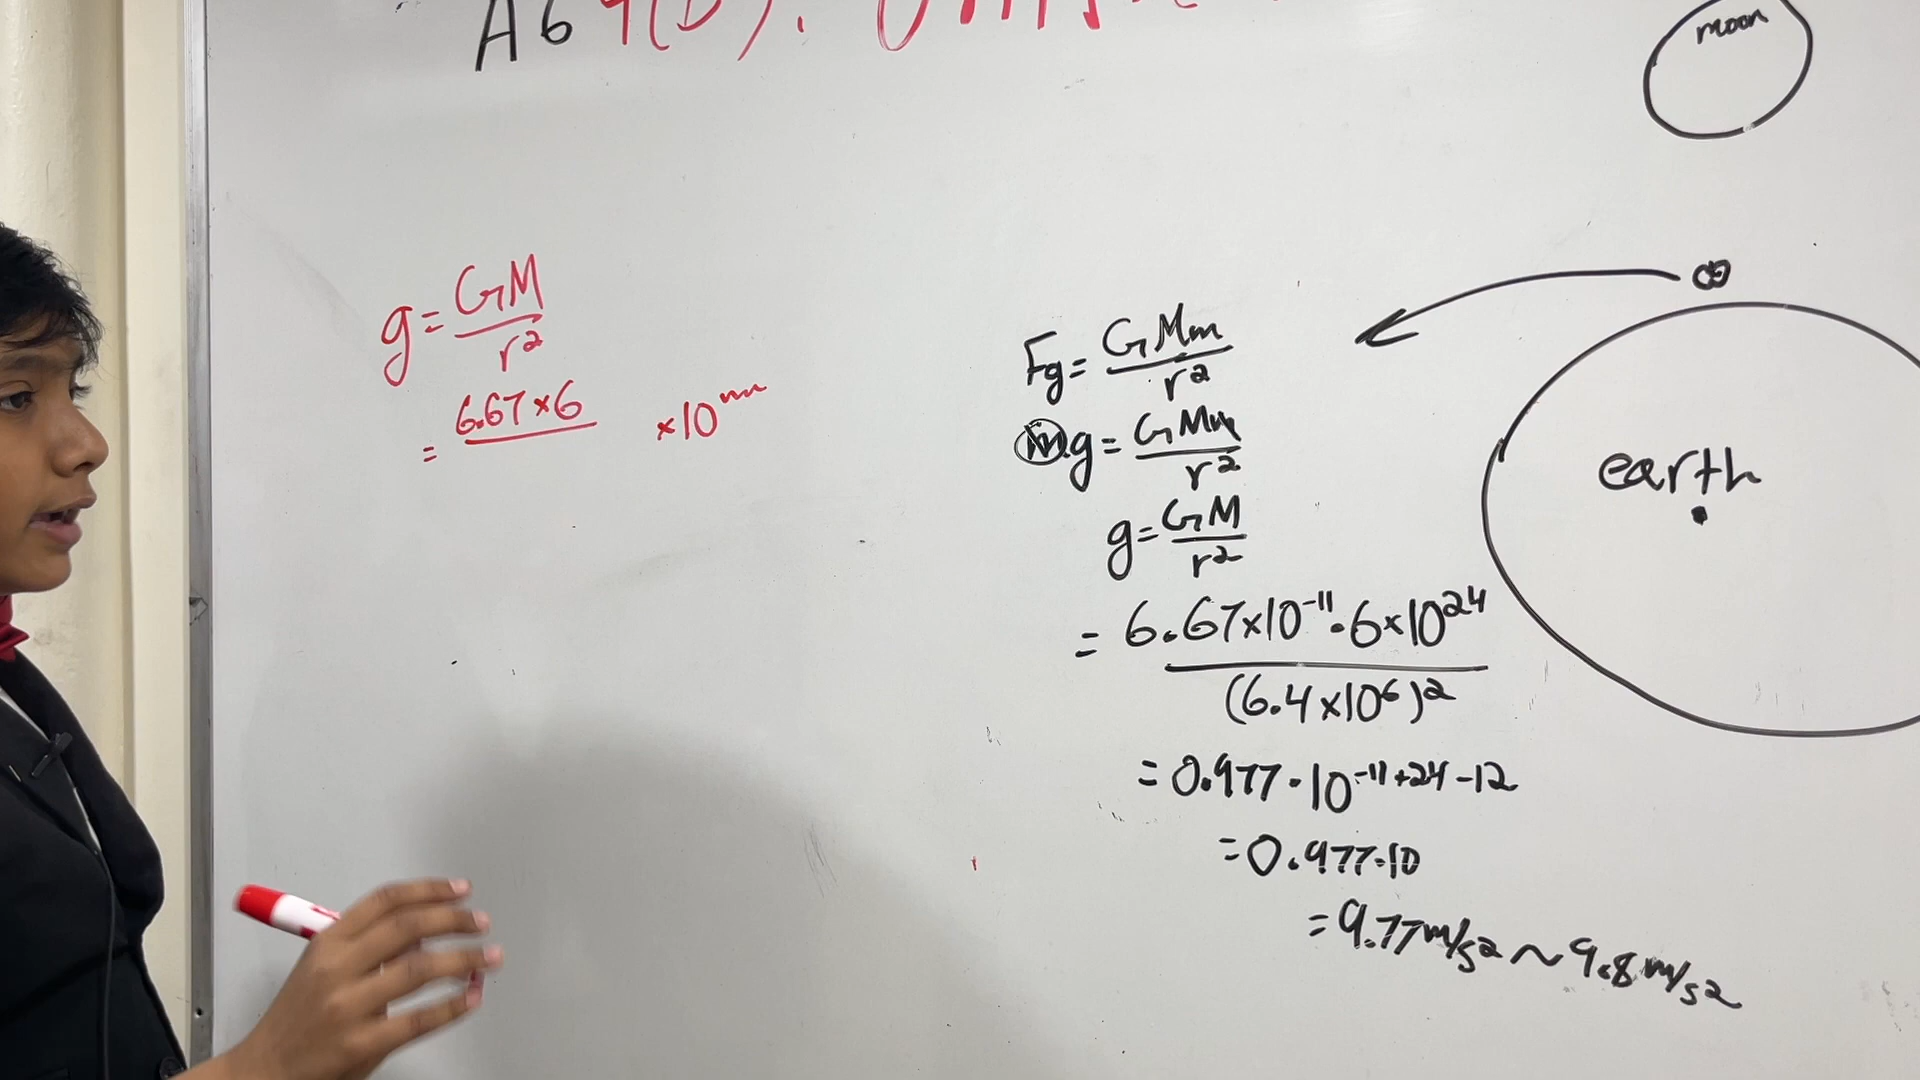 A64(B):
moon
g = GM / r²
= 6.67×6 / ×10
∞
Fg = GMm / r²
m.g = GMm / r²
g = GM / r²
= 6.67×10⁻¹¹·6×10²⁴ / (6.4×10⁶)²
= 0.977·10⁻¹¹⁺²⁴⁻¹²
=0.977·10
=9.77m/s² ~ 9.8m/s²
earth